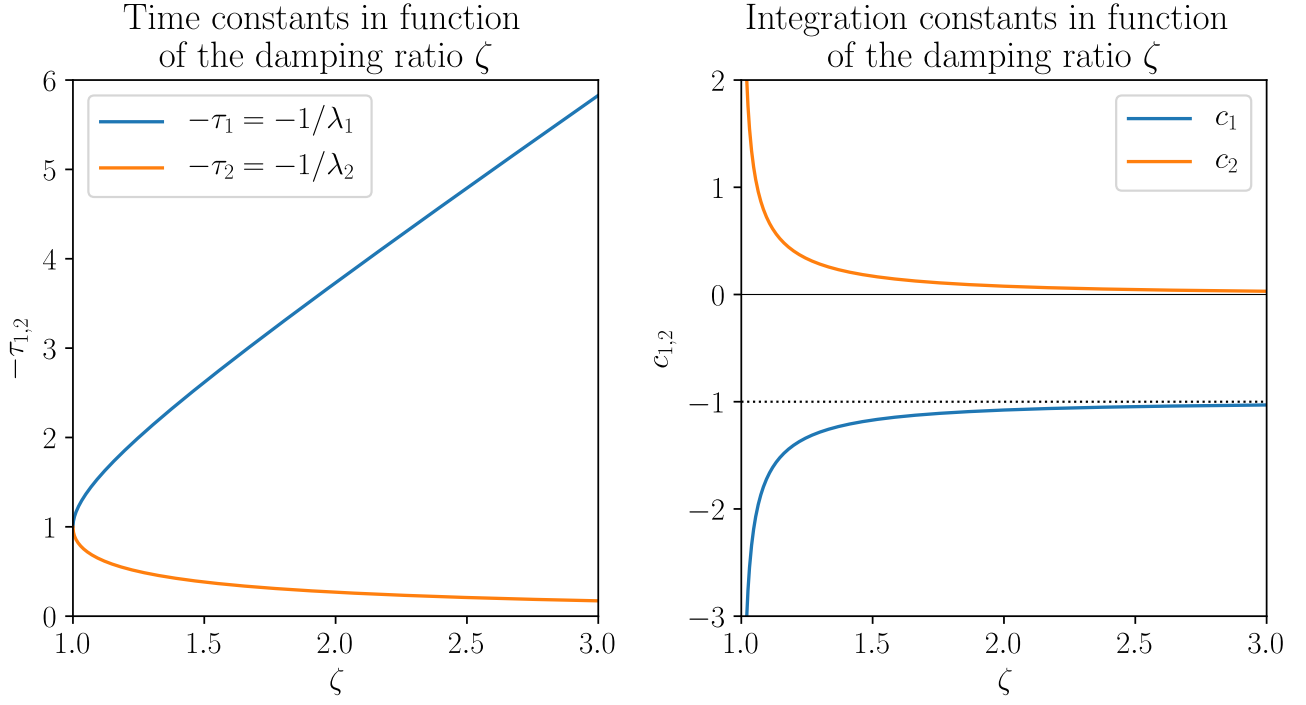 Time constants in function
of the damping ratio ζ
6
5
4
3
2
1
0
−τ₁,₂
−τ₁ = −1/λ₁
−τ₂ = −1/λ₂
1.0 1.5 2.0 2.5 3.0
ζ
Integration constants in function
of the damping ratio ζ
2
1
0
−1
−2
−3
c₁,₂
c₁
c₂
1.0 1.5 2.0 2.5 3.0
ζ